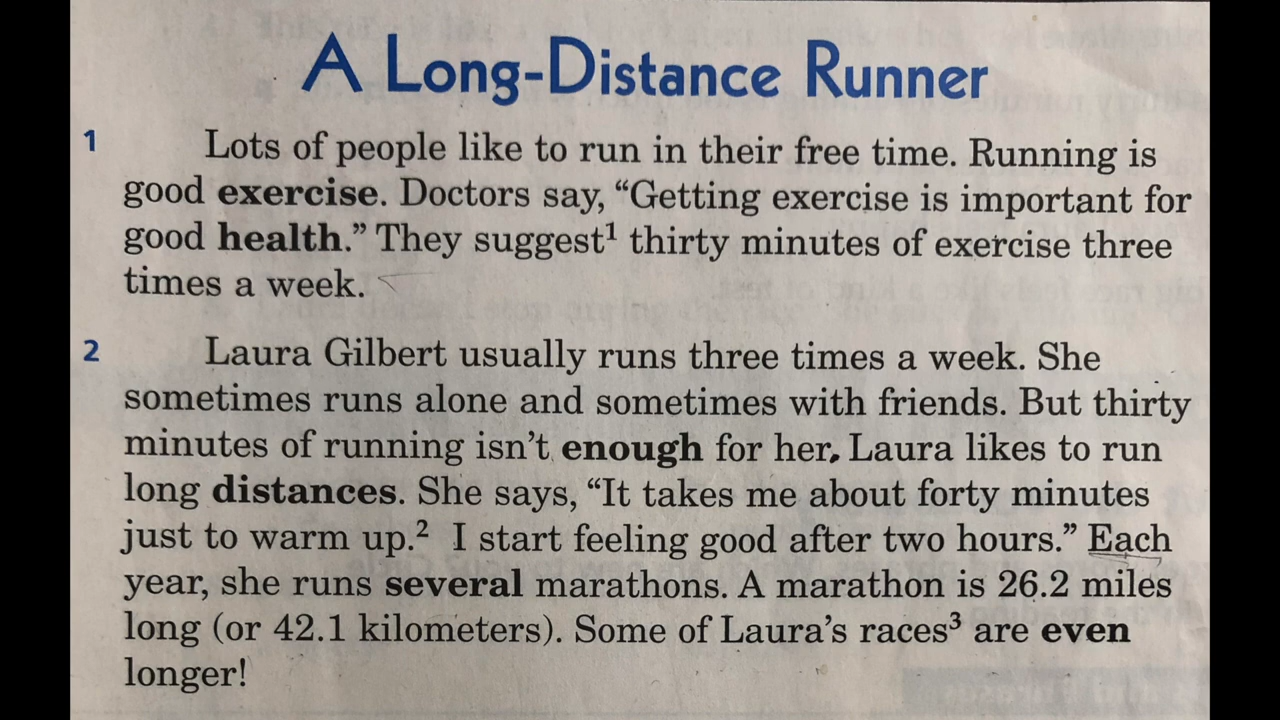 A Long-Distance Runner
1 Lots of people like to run in their free time. Running is
good exercise. Doctors say, “Getting exercise is important for
good health.” They suggest¹ thirty minutes of exercise three
times a week.
2 Laura Gilbert usually runs three times a week. She
sometimes runs alone and sometimes with friends. But thirty
minutes of running isn’t enough for her. Laura likes to run
long distances. She says, “It takes me about forty minutes
just to warm up.² I start feeling good after two hours.” Each
year, she runs several marathons. A marathon is 26.2 miles
long (or 42.1 kilometers). Some of Laura’s races³ are even
longer!